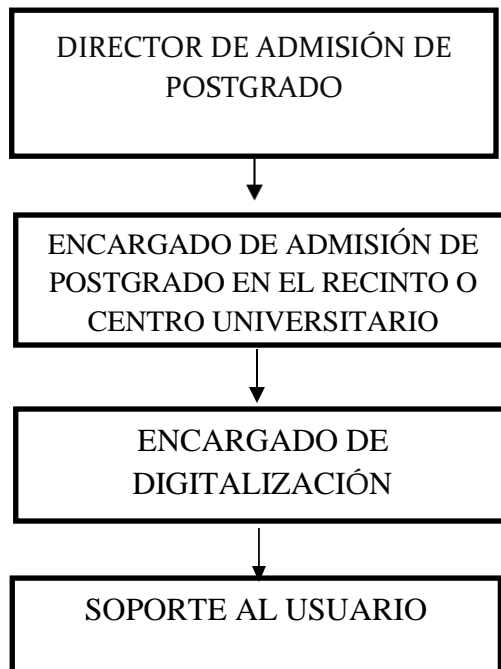 DIRECTOR DE ADMISIÓN DE
POSTGRADO
ENCARGADO DE ADMISIÓN DE
POSTGRADO EN EL RECINTO O
CENTRO UNIVERSITARIO
ENCARGADO DE
DIGITALIZACIÓN
SOPORTE AL USUARIO